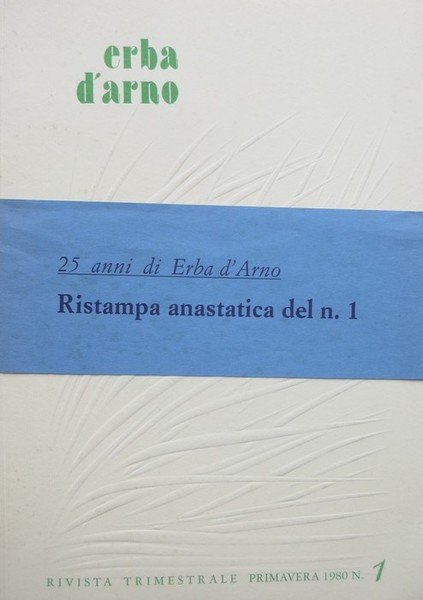 erba
d'arno
25 anni di Erba d'Arno
Ristampa anastatica del n. 1
RIVISTA TRIMESTRALE PRIMAVERA 1980 N. 1